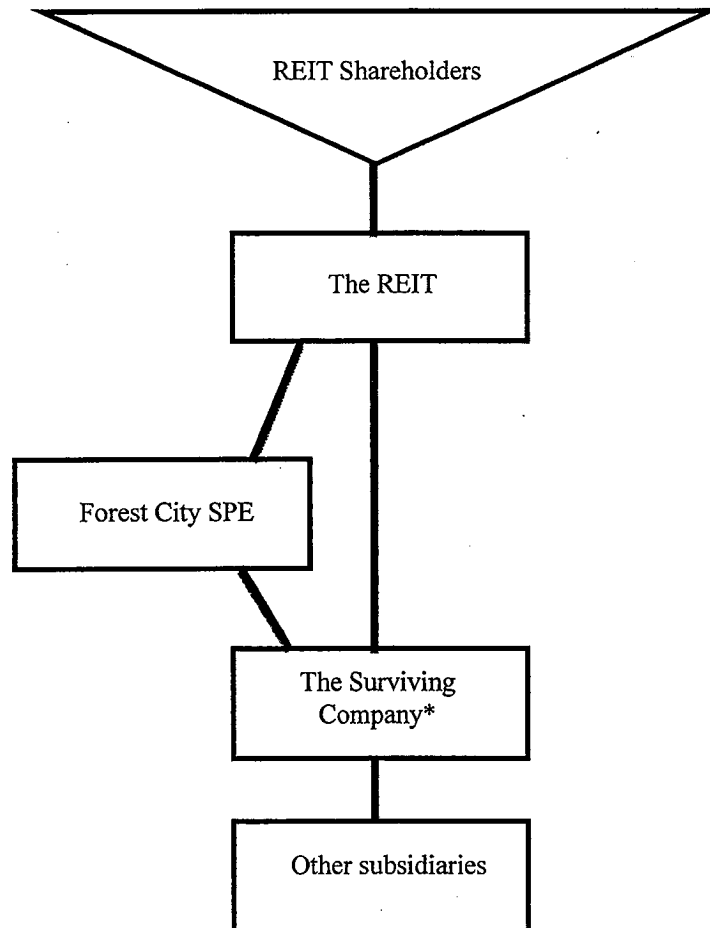 REIT Shareholders
The REIT
Forest City SPE
The Surviving
Company*
Other subsidiaries